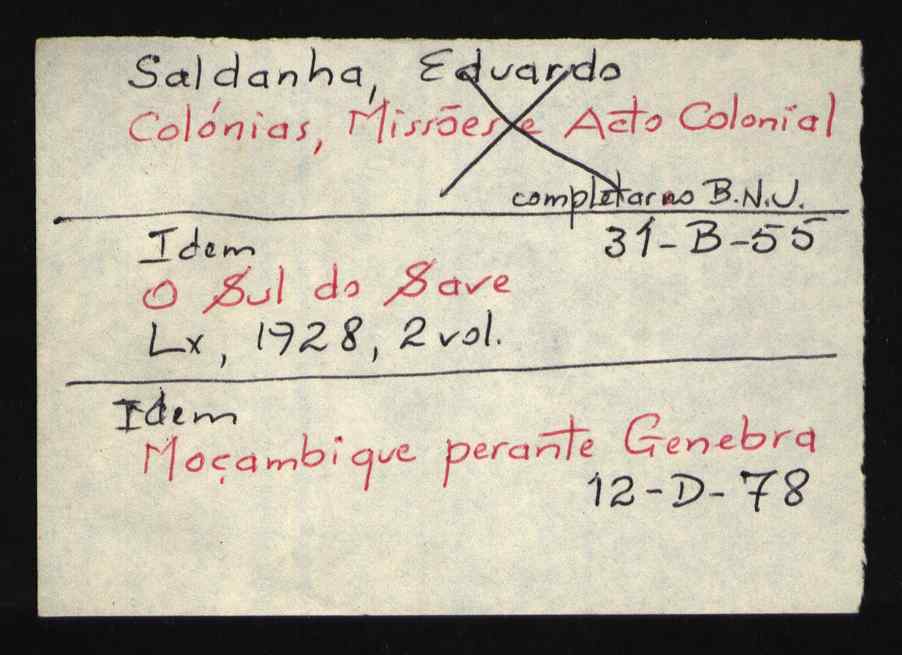 Saldanha, Eduardo
Colónias, Missões e Acto Colonial
completar no B.N.U.
Idem
31-B-55
O Sul do Save
Lx, 1928, 2 vol.
Idem
Moçambique perante Genebra
12-D-78